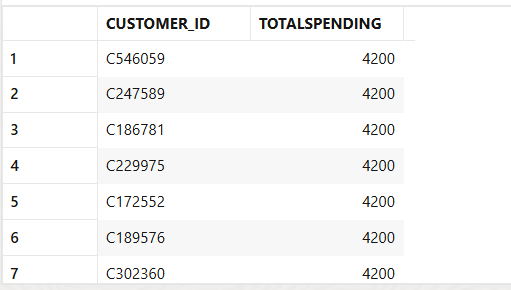 CUSTOMER_ID TOTALSPENDING
1 C546059 4200
2 C247589 4200
3 C186781 4200
4 C229975 4200
5 C172552 4200
6 C189576 4200
7 C302360 4200